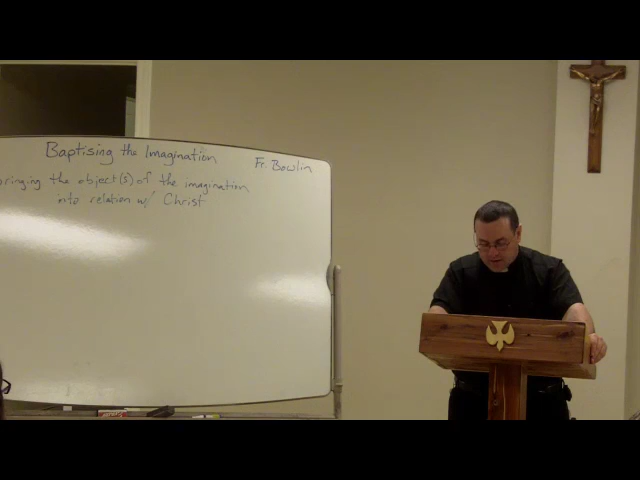 Baptising the Imagination
Fr. Bowlin
bringing the object(s) of the imagination
into relation w/ Christ